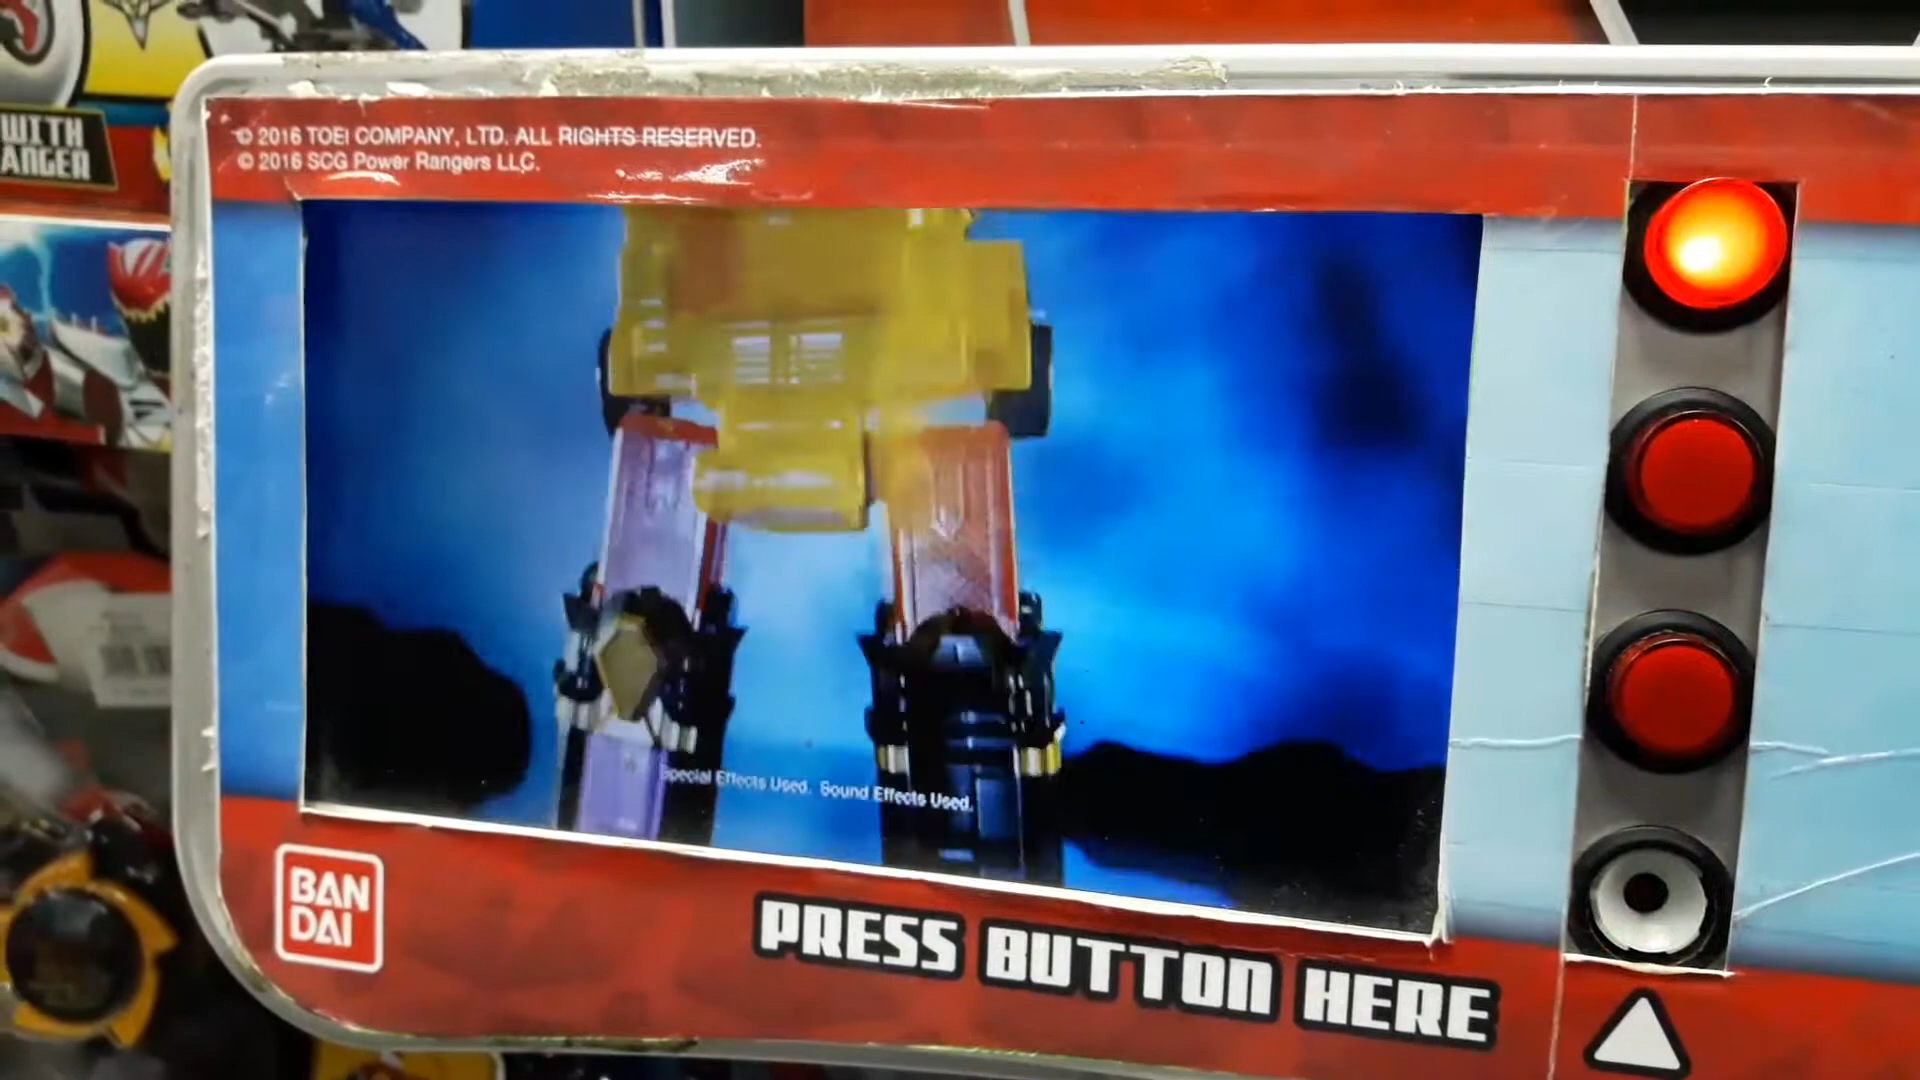 WITH
ANGER
© 2016 TOEI COMPANY, LTD. ALL RIGHTS RESERVED.
© 2016 SCG Power Rangers LLC.
Special Effects Used. Sound Effects Used.
BAN
DAI
PRESS BUTTON HERE